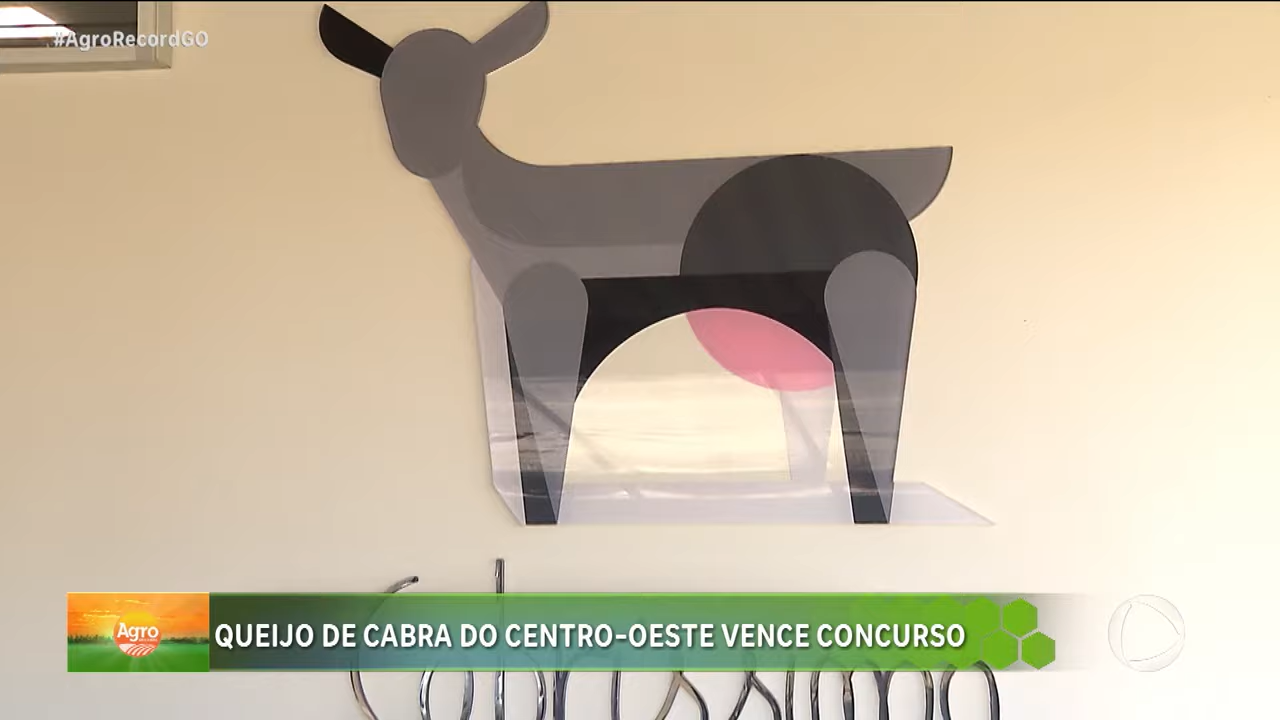 #AgroRecordGO
Agro
QUEIJO DE CABRA DO CENTRO-OESTE VENCE CONCURSO